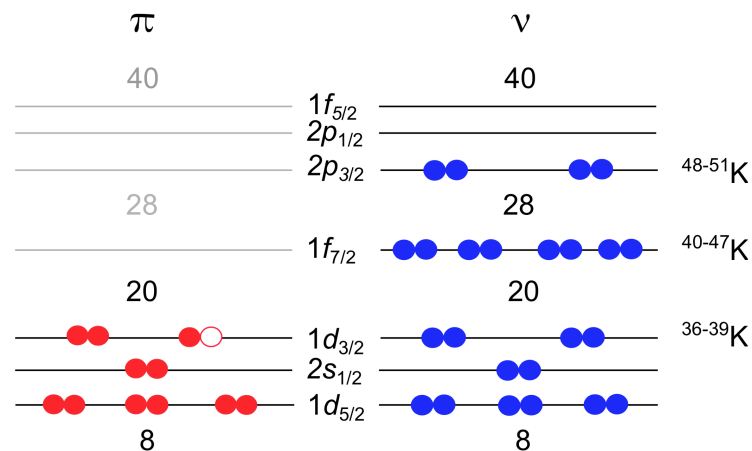 π ν
40 40
1f5/2
2p1/2
2p3/2 48-51K
28 28
1f7/2 40-47K
20 20
1d3/2 36-39K
2s1/2
1d5/2
8 8